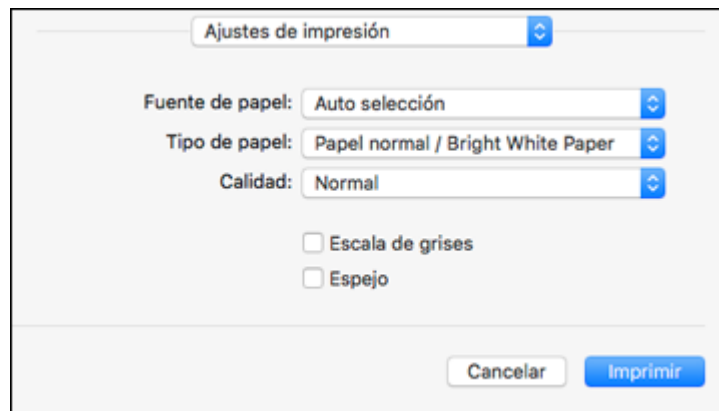 Ajustes de impresión
Fuente de papel: Auto selección
Tipo de papel: Papel normal / Bright White Paper
Calidad: Normal
Escala de grises
Espejo
Cancelar Imprimir